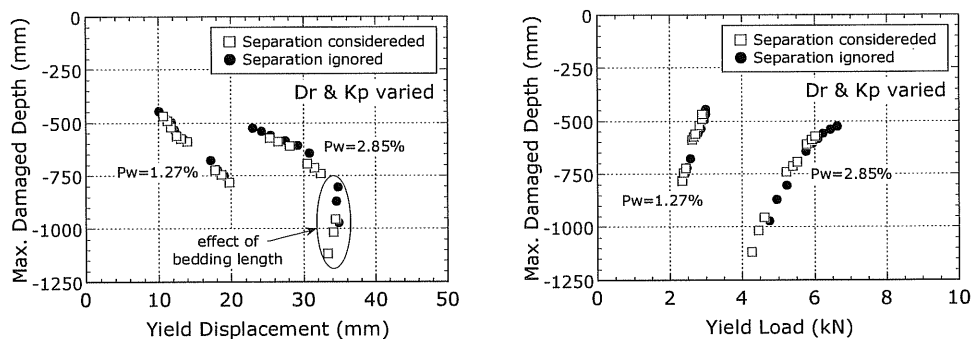 0
-250
-500
-750
-1000
-1250
Max. Damaged Depth (mm)
Separation considereded
Separation ignored
Dr & Kp varied
Pw=2.85%
Pw=1.27%
effect of
bedding length
0 10 20 30 40 50
Yield Displacement (mm)
0
-250
-500
-750
-1000
-1250
Max. Damaged Depth (mm)
Separation considereded
Separation ignored
Dr & Kp varied
Pw=2.85%
Pw=1.27%
0 2 4 6 8 10
Yield Load (kN)